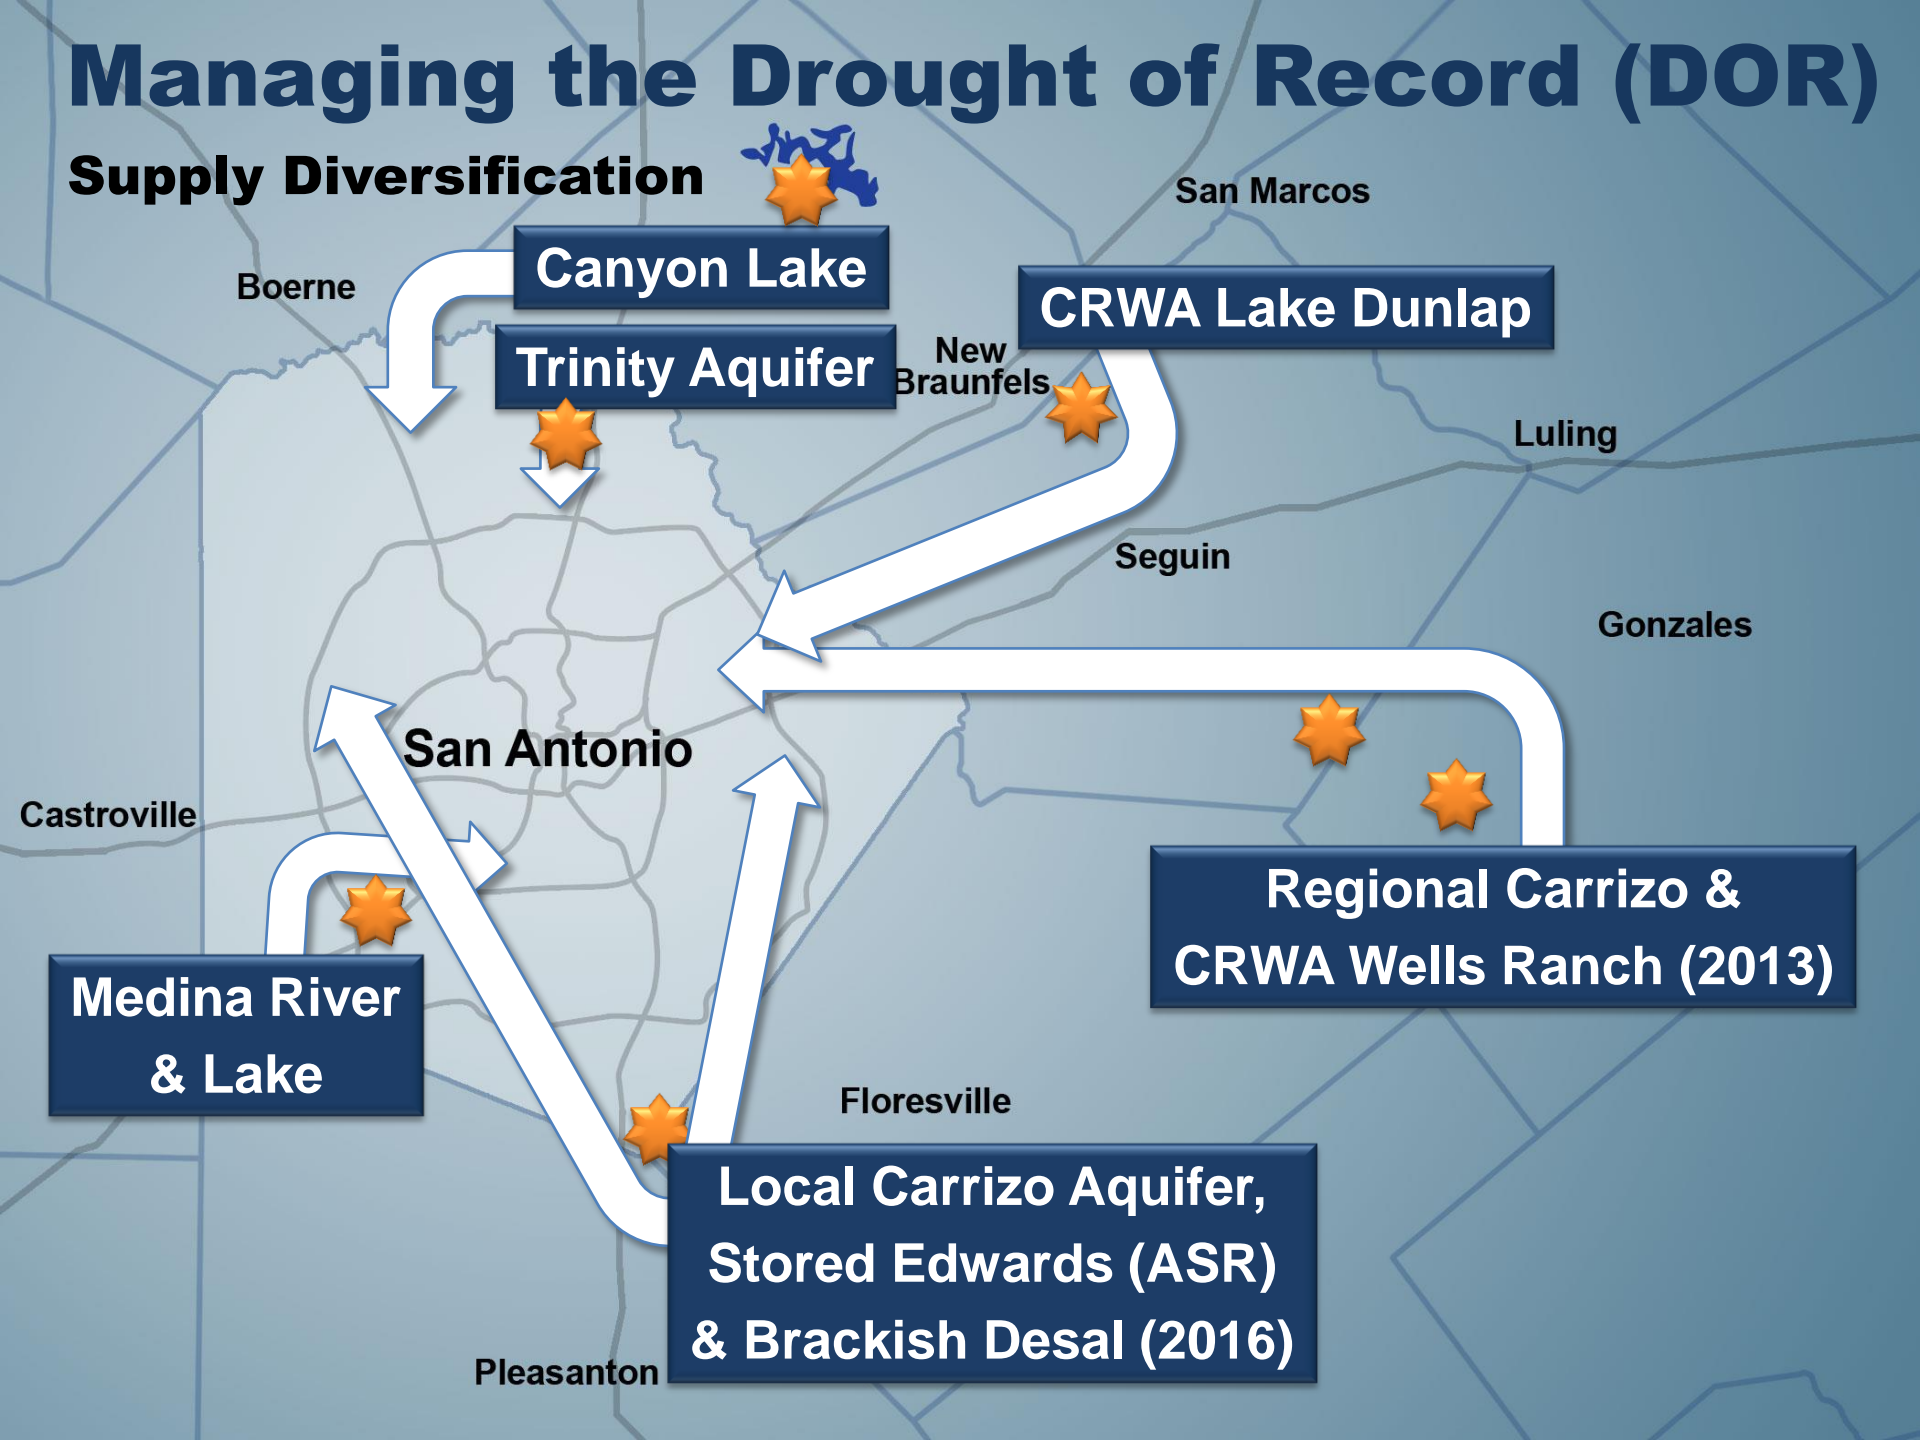 Managing the Drought of Record (DOR)
Supply Diversification
San Marcos
Canyon Lake
Boerne
CRWA Lake Dunlap
Trinity Aquifer
New
Braunfels
Luling
Seguin
Gonzales
San Antonio
Castroville
Regional Carrizo &
CRWA Wells Ranch (2013)
Medina River
& Lake
Floresville
Local Carrizo Aquifer,
Stored Edwards (ASR)
& Brackish Desal (2016)
Pleasanton